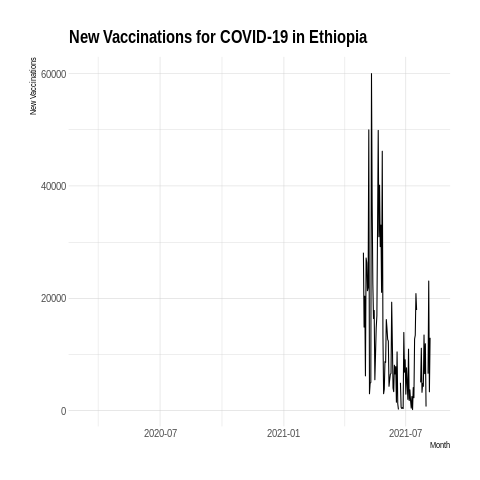 New Vaccinations for COVID-19 in Ethiopia
New Vaccinations
60000
40000
20000
0
2020-07
2021-01
2021-07
Month